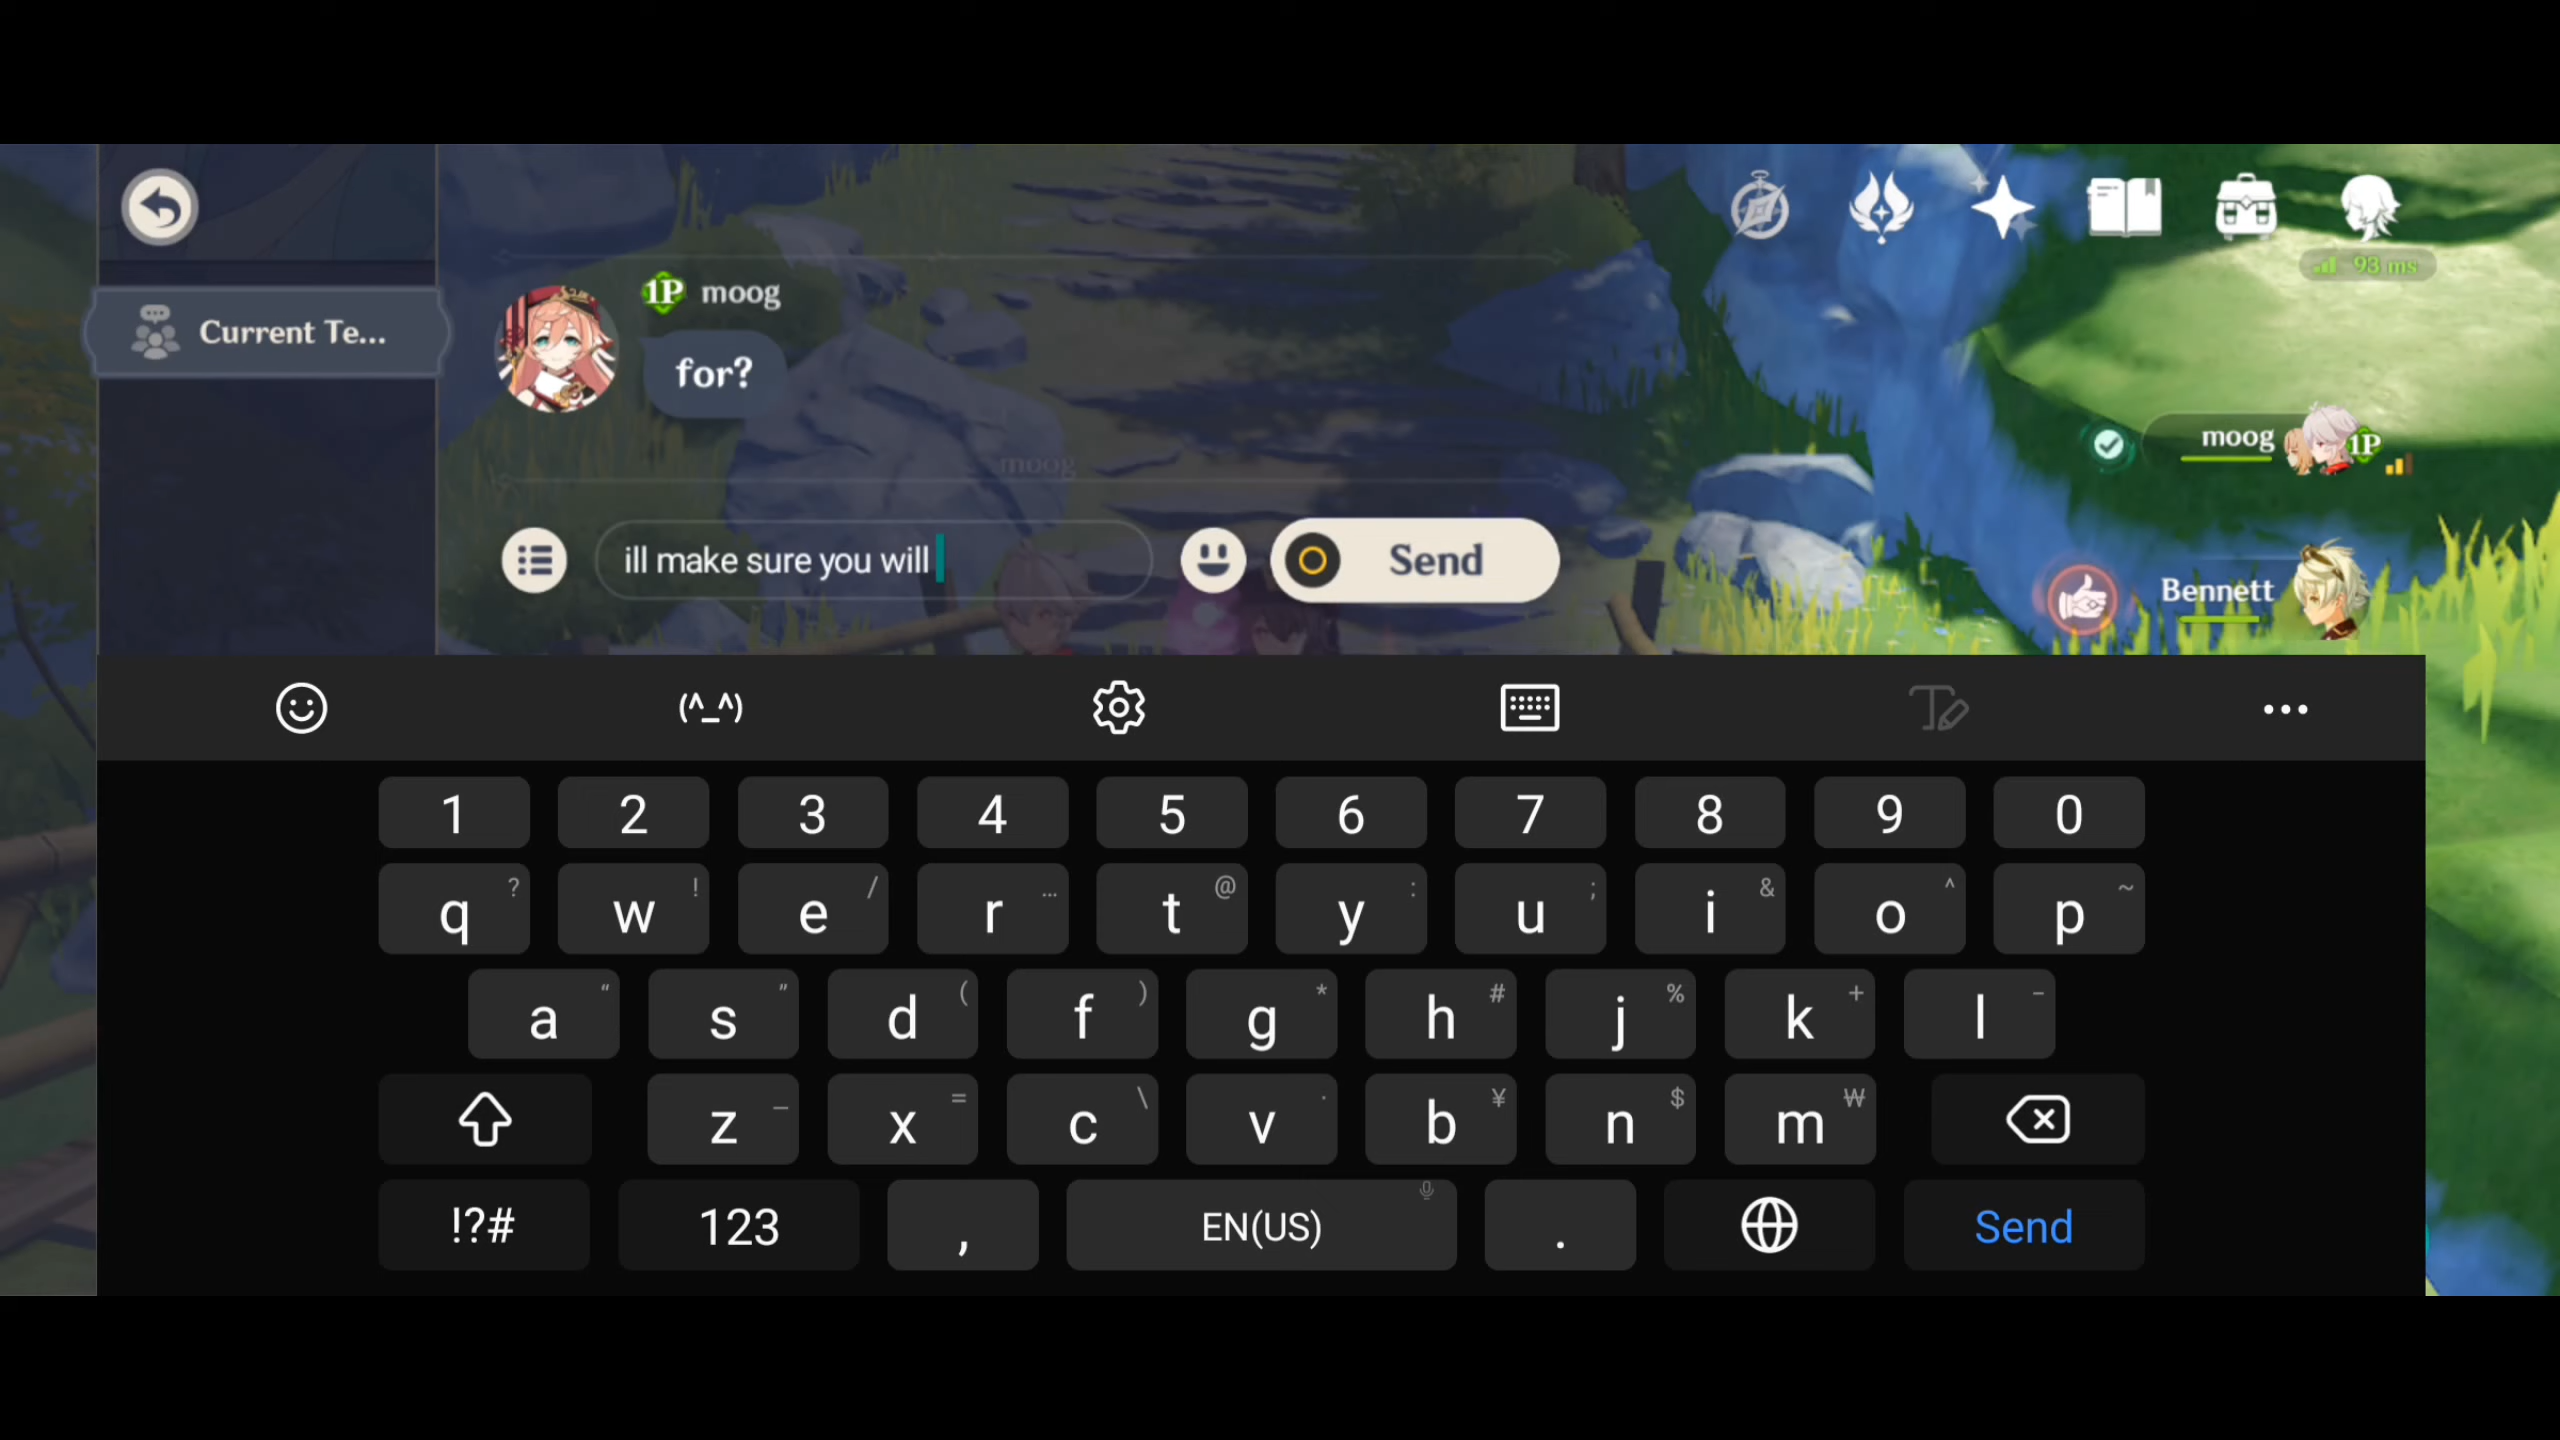 93 ms
Current Te...
1P moog
for?
moog
moog 1P
ill make sure you will
Send
Bennett
(^_^)
1 2 3 4 5 6 7 8 9 0
q ? w ! e / r ... t @ y : u ; i & o ^ p ~
a “ s ” d ( f ) g * h # j % k + l -
z _ x = c \ v · b ¥ n $ m ₩
!?# 123 , EN(US) . Send